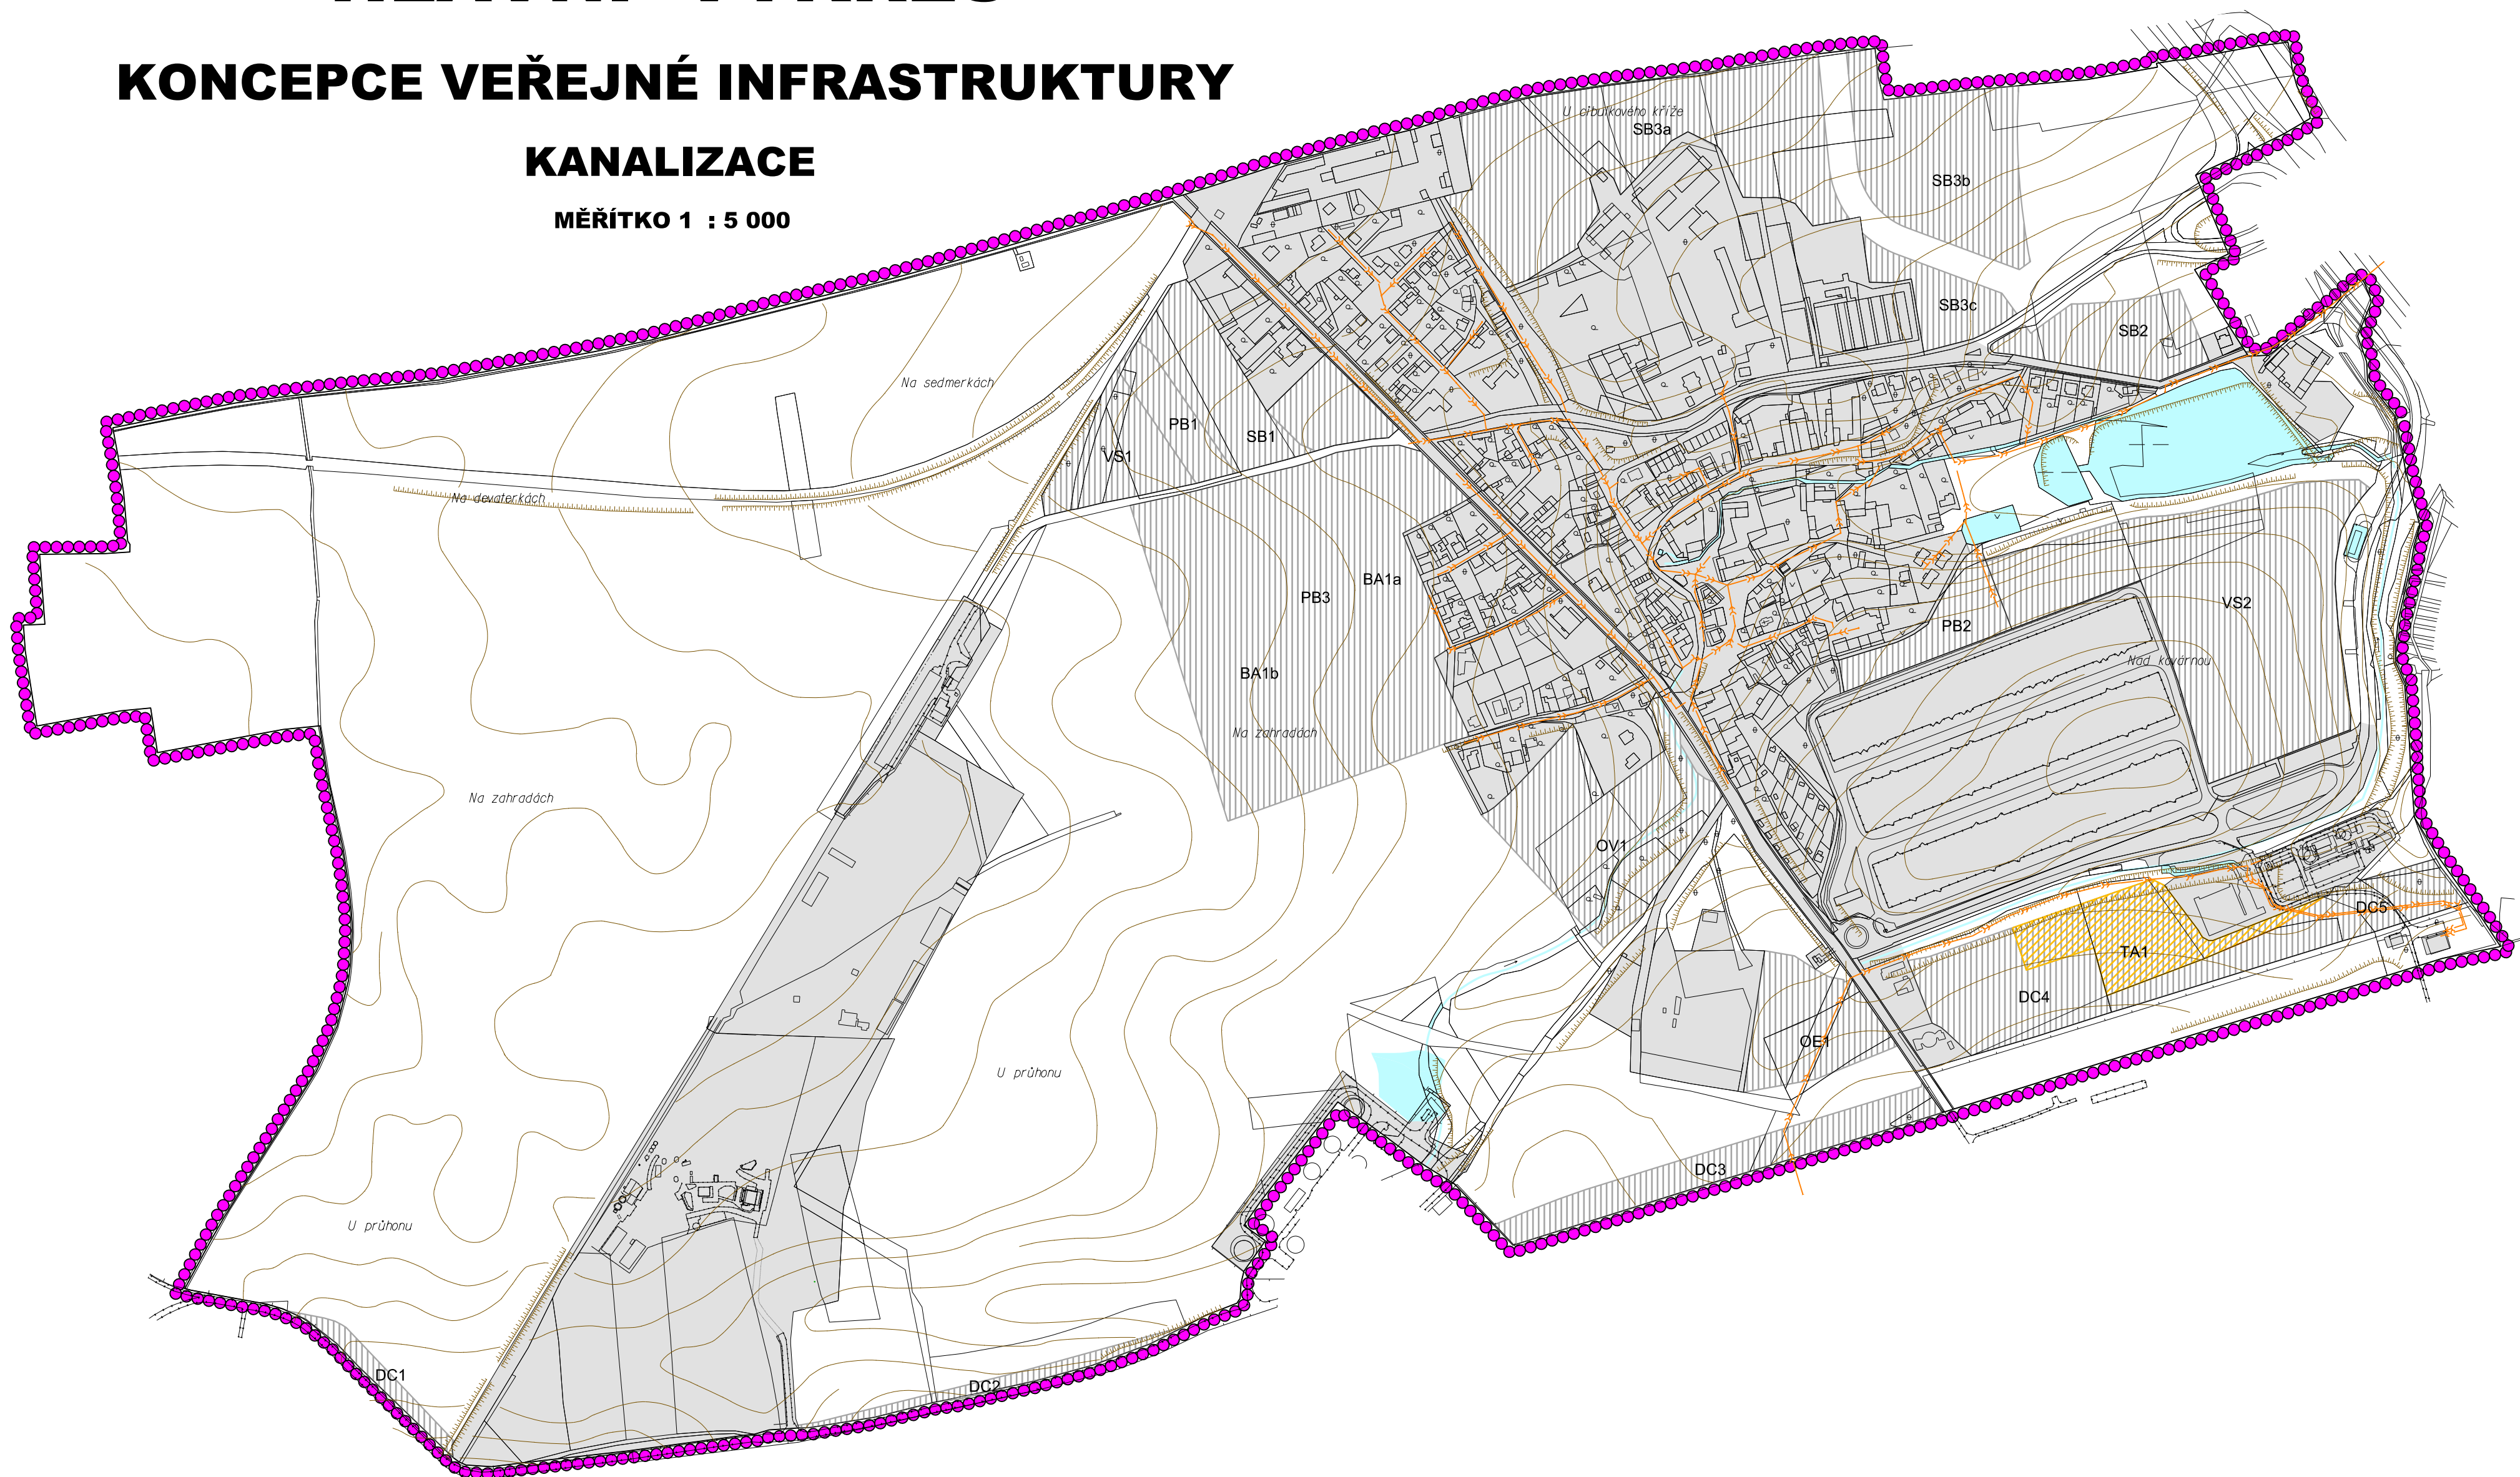 KONCEPCE VEŘEJNÉ INFRASTRUKTURY
KANALIZACE
MĚŘÍTKO 1 : 5 000
U cibulkového kříže
SB3a
SB3b
SB3c
SB2
Na sedmerkách
PB1
SB1
VS1
Na devaterkách
BA1a
PB3
VS2
PB2
Nad kovárnou
BA1b
Na zahradách
Na zahradách
OV1
DC5
TA1
DC4
OE1
U průhonu
DC3
U průhonu
DC1
DC2